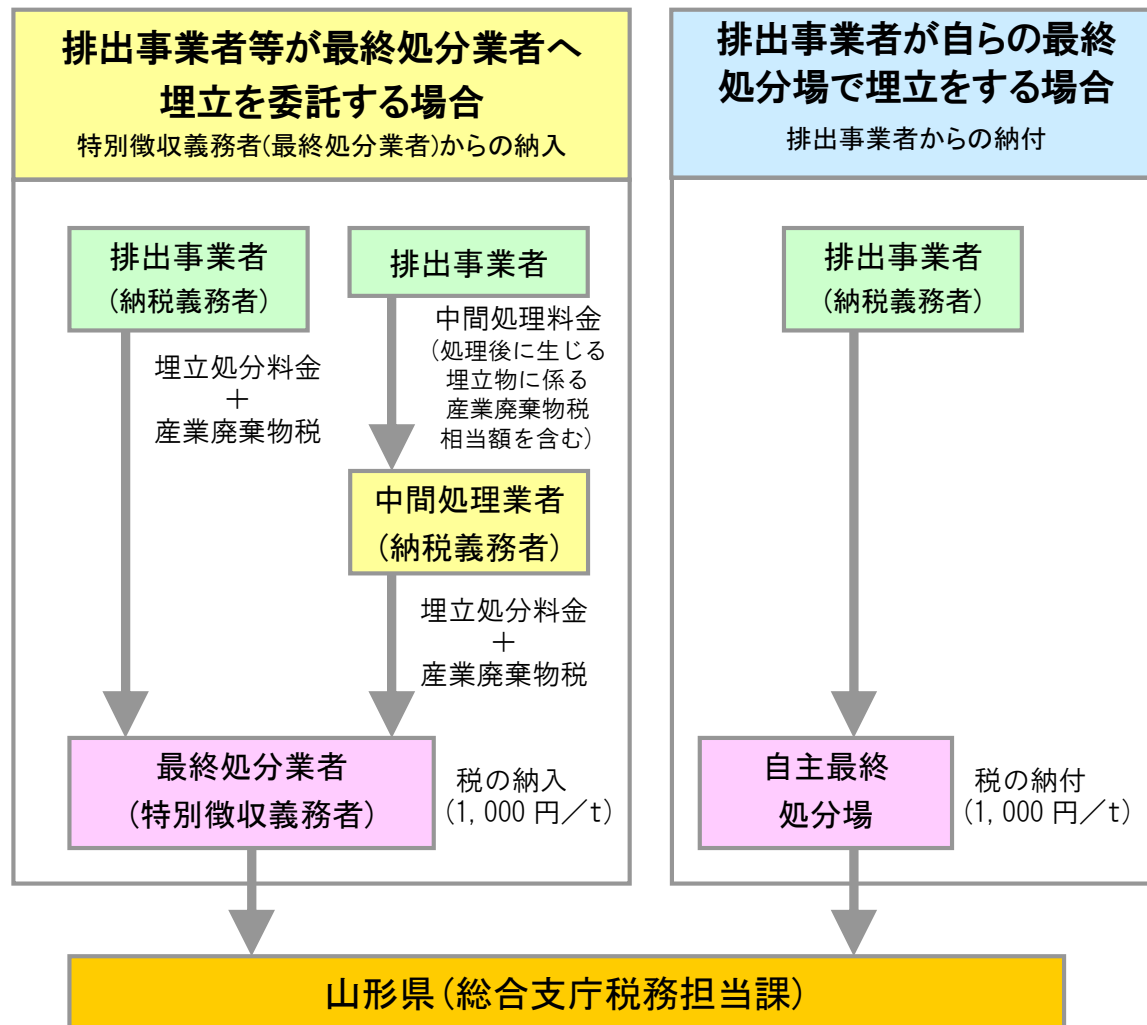 排出事業者等が最終処分業者へ
埋立を委託する場合
特別徴収義務者(最終処分業者)からの納入
排出事業者
(納税義務者)
埋立処分料金
+
産業廃棄物税
排出事業者
中間処理料金
(処理後に生じる
埋立物に係る
産業廃棄物税
相当額を含む)
中間処理業者
(納税義務者)
埋立処分料金
+
産業廃棄物税
最終処分業者
(特別徴収義務者)
税の納入
(1,000円/t)
排出事業者が自らの最終
処分場で埋立をする場合
排出事業者からの納付
排出事業者
(納税義務者)
自主最終
処分場
税の納付
(1,000円/t)
山形県(総合支庁税務担当課)